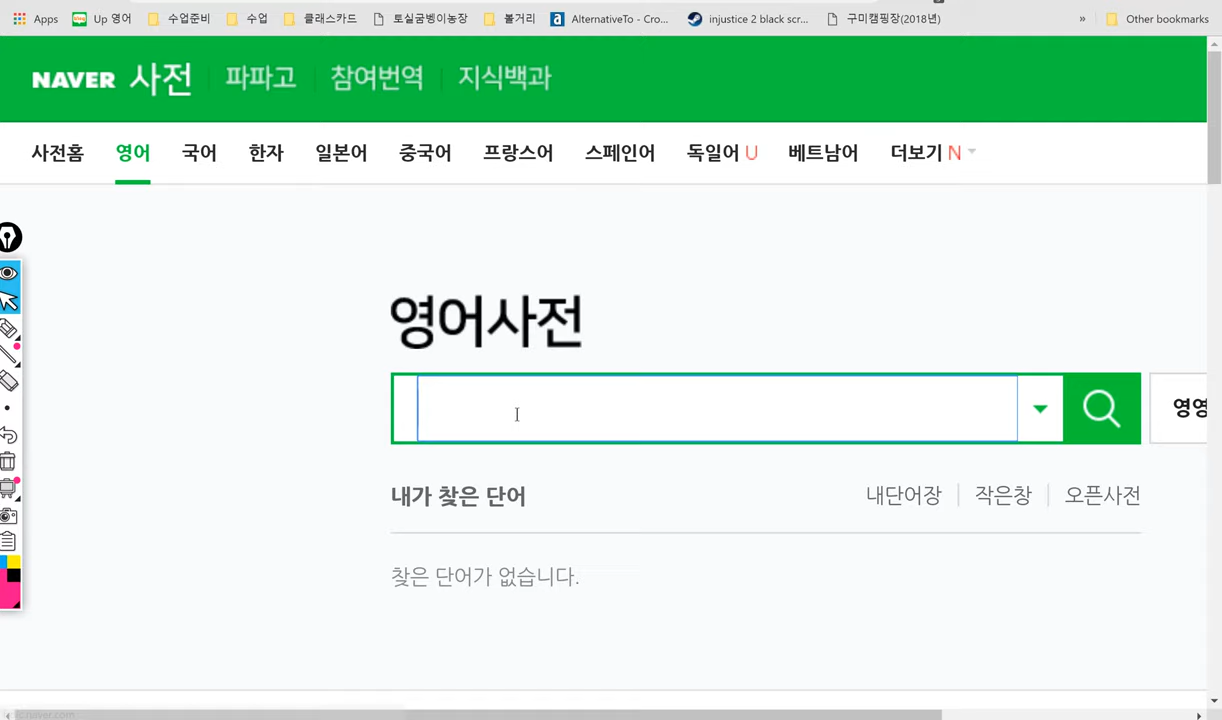 Apps Up 영어 수업준비 수업 클래스카드 토실굼벵이농장 볼거리 AlternativeTo - Cro... injustice 2 black scr... 구미캠핑장(2018년) » Other bookmarks
NAVER 사전 파파고 참여번역 지식백과
사전홈 영어 국어 한자 일본어 중국어 프랑스어 스페인어 독일어 U 베트남어 더보기 N
영어사전
영영
내가 찾은 단어 내단어장 작은창 오픈사전
찾은 단어가 없습니다.